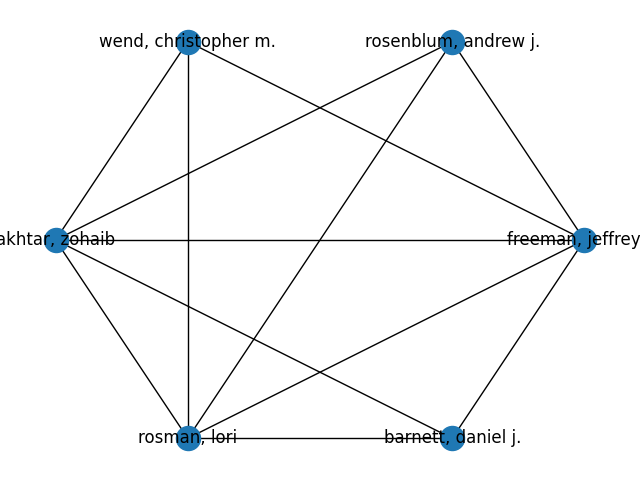 wend, christopher m.
rosenblum, andrew j.
akhtar, zohaib
freeman, jeffrey
rosman, lori
barnett, daniel j.